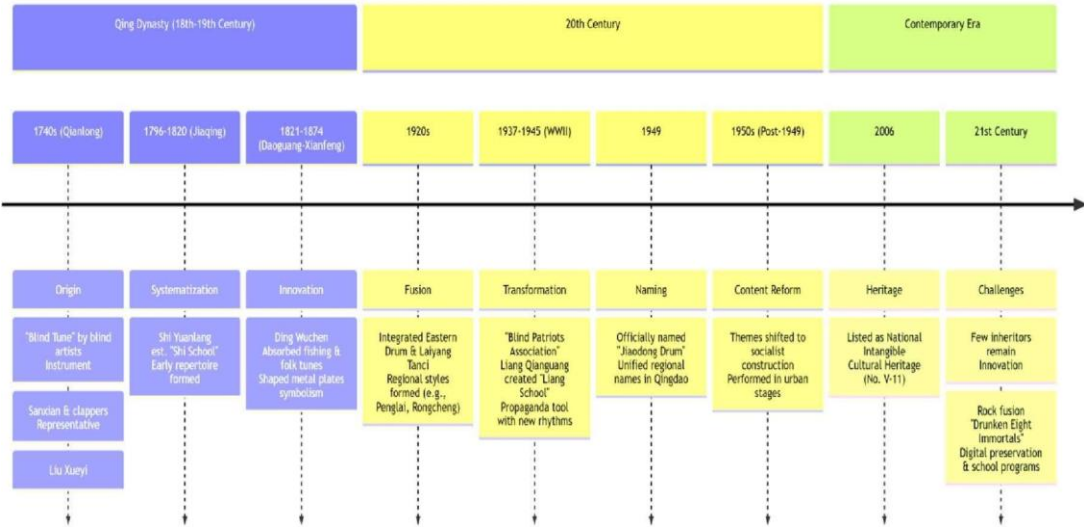 Qing Dynasty (18th-19th Century)
20th Century
Contemporary Era
1740s (Qianlong)
1796-1820 (Jiaqing)
1821-1874
(Daoguang-Xianfeng)
1920s
1937-1945 (WWII)
1949
1950s (Post-1949)
2006
21st Century
Origin
"Blind Tune" by blind
artists
Instrument
Sanxian & clappers
Representative
Liu Xueyi
Systematization
Shi Yuanlang
est. "Shi School"
Early repertoire
formed
Innovation
Ding Wuchen
Absorbed fishing &
folk tunes
Shaped metal plates
symbolism
Fusion
Integrated Eastern
Drum & Laiyang
Tanci
Regional styles
formed (e.g.,
Penglai, Rongcheng)
Transformation
"Blind Patriots
Association"
Liang Qianguang
created "Liang
School"
Propaganda tool
with new rhythms
Naming
Officially named
"Jiaodong Drum"
Unified regional
names in Qingdao
Content Reform
Themes shifted to
socialist
construction
Performed in urban
stages
Heritage
Listed as National
Intangible
Cultural Heritage
(No. V-11)
Challenges
Few inheritors
remain
Innovation
Rock fusion
"Drunken Eight
Immortals"
Digital preservation
& school programs